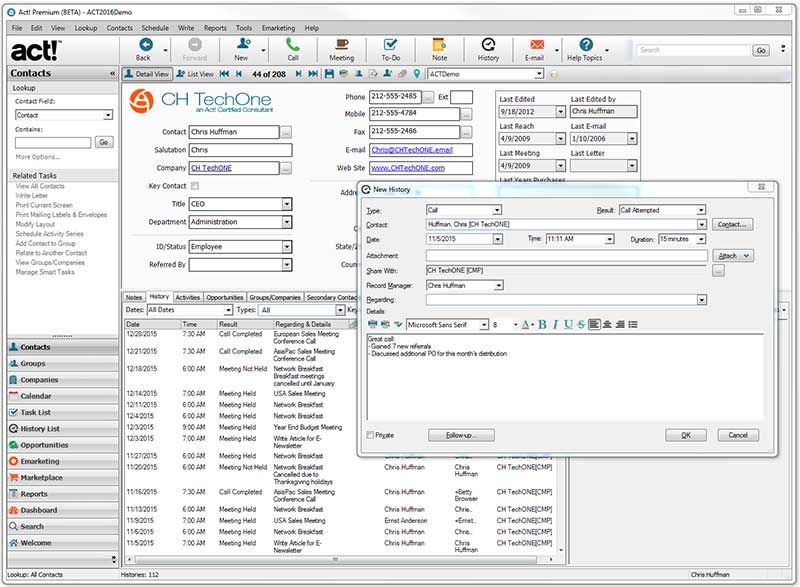 Act! Premium (BETA) - ACT2016Demo
File Edit View Lookup Contacts Schedule Write Reports Tools Emarketing Help
act!
Back Forward New Call Meeting To-Do Note History E-mail Help Topics Search Go
Contacts «
Detail View List View 44 of 208 ACTDemo
Lookup
Contact Field:
Contact
Contains:
Go
More Options...
Related Tasks
View All Contacts
Write Letter
Print Current Screen
Print Mailing Labels & Envelopes
Modify Layout
Schedule Activity Series
Add Contact to Group
Relate to Another Contact
View Groups/Companies
Manage Smart Tasks
Contacts
Groups
Companies
Calendar
Task List
History List
Opportunities
Emarketing
Marketplace
Reports
Dashboard
Search
Welcome
CH TechOne
an Act! Certified Consultant
Contact Chris Huffman
Salutation Chris
Company CH TechONE
Key Contact
Title CEO
Department Administration
ID/Status Employee
Referred By
Phone 212-555-2485 ... Ext
Mobile 212-555-4784
Fax 212-555-2486
E-mail Chris@CHTechONE.email
Web Site www.CHTechONE.com
Addre
State/Z
Coun
Last Edited Last Edited by
9/18/2012 Chris Huffman
Last Reach Last E-mail
4/9/2009 1/10/2006
Last Meeting Last Letter
4/9/2009
Last Years Purchases
Notes History Activities Opportunities Groups/Companies Secondary Contac
Dates: All Dates Types: All Key
Date Time Result Regarding & Details
12/28/2015 7:30 AM Call Completed European Sales Meeting
Conference Call
12/21/2015 7:30 AM Call Completed AsiaPac Sales Meeting
Conference Call
12/18/2015 6:00 AM Meeting Not Held Network Breakfast
Breakfast meetings
cancelled until January
12/14/2015 7:00 AM Meeting Held USA Sales Meeting
12/11/2015 6:00 AM Meeting Held Network Breakfast
12/4/2015 6:00 AM Meeting Held Network Breakfast
12/3/2015 9:00 AM Meeting Held Year End Budget Meeting
12/3/2015 7:00 AM Meeting Held Write Article for E-
Newsletter
11/27/2015 6:00 AM Meeting Held Network Breakfast Chris Huffman Chris.. CH TechONE[CMP]
11/20/2015 6:00 AM Meeting Not Held Network Breakfast Chris Huffman Chris CH TechONE[CMP]
Cancelled due to Huffman
Thanksgiving holidays
11/16/2015 7:30 AM Call Completed AsiaPac Sales Meeting Chris Huffman +Betty CH TechONE[CMP]
Conference Call Browser
11/13/2015 6:00 AM Meeting Held Network Breakfast Chris Huffman Chris.. CH TechONE[CMP]
11/9/2015 7:00 AM Meeting Held USA Sales Meeting Ernst Anderson +Ernst.. CH TechONE[CMP]
11/6/2015 6:00 AM Meeting Held Network Breakfast Chris Huffman Chris.. CH TechONE[CMP]
11/5/2015 7:00 AM Meeting Held Write Article for E- Chris Huffman Chris CH TechONE[CMP]
Newsletter Huffman
New History
Type: Call Result: Call Attempted
Contact: Huffman, Chris [CH TechONE] Contact...
Date: 11/5/2015 Time: 11:11 AM Duration: 15 minutes
Attachment: Attach
Share With: CH TechONE [CMP] ...
Record Manager: Chris Huffman
Regarding:
Details:
Microsoft Sans Serif 8 A B I U S
Great call:
- Gained 7 new referrals
- Discussed additional PO for this month's distribution
Private Follow-up... OK Cancel
Lookup: All Contacts Histories: 112 Chris Huffman